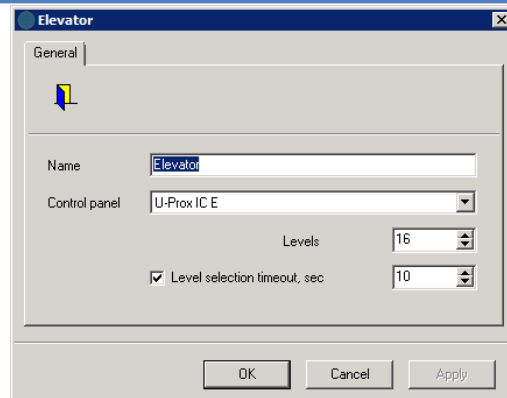 Elevator
General
Name Elevator
Control panel U-Prox IC E
Levels 16
Level selection timeout, sec 10
OK Cancel Apply